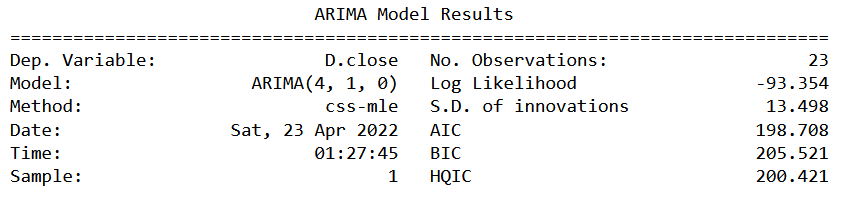 ARIMA Model Results
==============================================================================
Dep. Variable: D.close No. Observations: 23
Model: ARIMA(4, 1, 0) Log Likelihood -93.354
Method: css-mle S.D. of innovations 13.498
Date: Sat, 23 Apr 2022 AIC 198.708
Time: 01:27:45 BIC 205.521
Sample: 1 HQIC 200.421